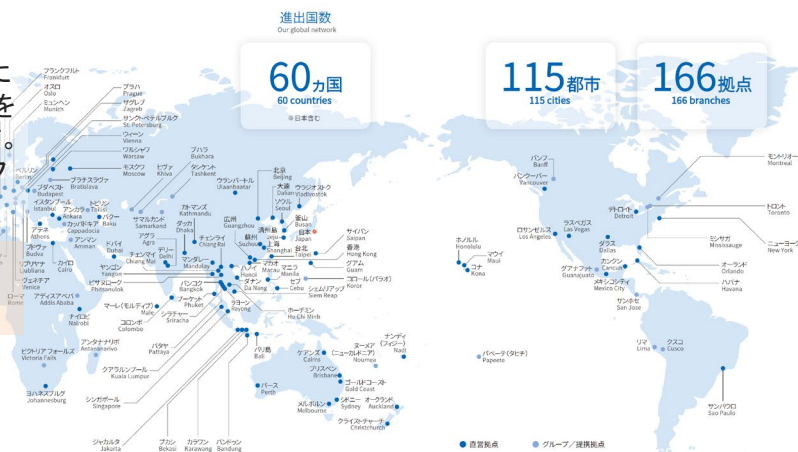 進出国数
Our global network
60ヵ国
60 countries
※日本含む
115都市
115 cities
166拠点
166 branches
フランクフルト
Frankfurt
オスロ
Oslo
ミュンヘン
Munich
プラハ
Prague
ザグレブ
Zagreb
サンクトペテルブルク
St. Petersburg
ウィーン
Vienna
ワルシャワ
Warsaw
モスクワ
Moscow
ベルリン
Berlin
ブラチスラヴァ
Bratislava
ブダペスト
Budapest
イスタンブール
Istanbul
アンカラ
Ankara
トビリシ
Tbilisi
カッパドキア
Cappadocia
バクー
Baku
アテネ
Athens
アンマン
Amman
カイロ
Cairo
ブドヴァ
Budva
リュブリャナ
Ljubljana
ヴェネチア
Venice
ローマ
Rome
アディスアベバ
Addis Ababa
ナイロビ
Nairobi
アンタナナリボ
Antananarivo
ビクトリアフォールズ
Victoria Falls
ヨハネスブルグ
Johannesburg
ブハラ
Bukhara
ヒヴァ
Khiva
タシケント
Tashkent
サマルカンド
Samarkand
カトマンズ
Kathmandu
ウランバートル
Ulaanbaatar
北京
Beijing
大連
Dalian
ソウル
Seoul
ウラジオストク
Vladivostok
釜山
Busan
日本
Japan
広州
Guangzhou
蘇州
Suzhou
済州島
Jeju
上海
Shanghai
台北
Taipei
香港
Hong Kong
サイパン
Saipan
グアム
Guam
コロール(パラオ)
Koror
マカオ
Macau
マニラ
Manila
セブ
Cebu
シェムリアップ
Siem Reap
ハノイ
Hanoi
ダナン
Da Nang
ホーチミン
Ho Chi Minh
ダッカ
Dhaka
デリー
Delhi
アグラ
Agra
ドバイ
Dubai
チェンライ
Chiang Rai
チェンマイ
Chiang Mai
マンダレー
Mandalay
ヤンゴン
Yangon
ピサヌローク
Phitsanulok
バンコク
Bangkok
プーケット
Phuket
マーレ(モルディブ)
Male
コロンボ
Colombo
シラチャー
Sriracha
ラヨーン
Rayong
パタヤ
Pattaya
クアラルンプール
Kuala Lumpur
シンガポール
Singapore
ジャカルタ
Jakarta
ブカシ
Bekasi
カラワン
Karawang
バンドゥン
Bandung
バリ島
Bali
パース
Perth
ケアンズ
Cairns
ブリスベン
Brisbane
ゴールドコースト
Gold Coast
シドニー
Sydney
メルボルン
Melbourne
オークランド
Auckland
クライストチャーチ
Christchurch
ヌーメア
(ニューカレドニア)
Noumea
ナンディ
(フィジー)
Nadi
パペーテ(タヒチ)
Papeete
ホノルル
Honolulu
マウイ
Maui
コナ
Kona
バンフ
Banff
バンクーバー
Vancouver
ロサンゼルス
Los Angeles
ラスベガス
Las Vegas
デトロイト
Detroit
ダラス
Dallas
グアナファト
Guanajuato
カンクン
Cancun
メキシコシティ
Mexico City
サンホセ
San Jose
モントリオー
Montreal
トロント
Toronto
ミシサガ
Mississauge
ニューヨー
New York
オーランド
Orlando
ハバナ
Havana
リマ
Lima
クスコ
Cusco
サンパウロ
Sao Paulo
直営拠点
グループ/提携拠点